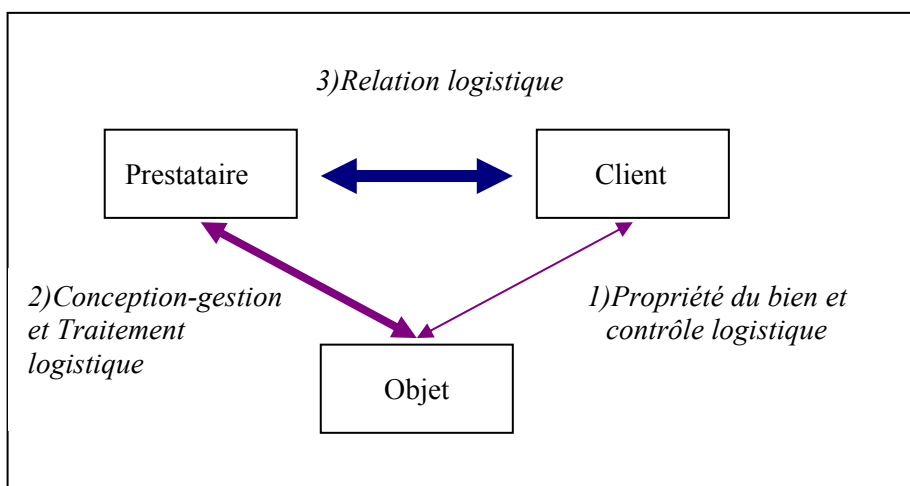 3)Relation logistique
Prestataire
Client
2)Conception-gestion
et Traitement
logistique
1)Propriété du bien et
contrôle logistique
Objet